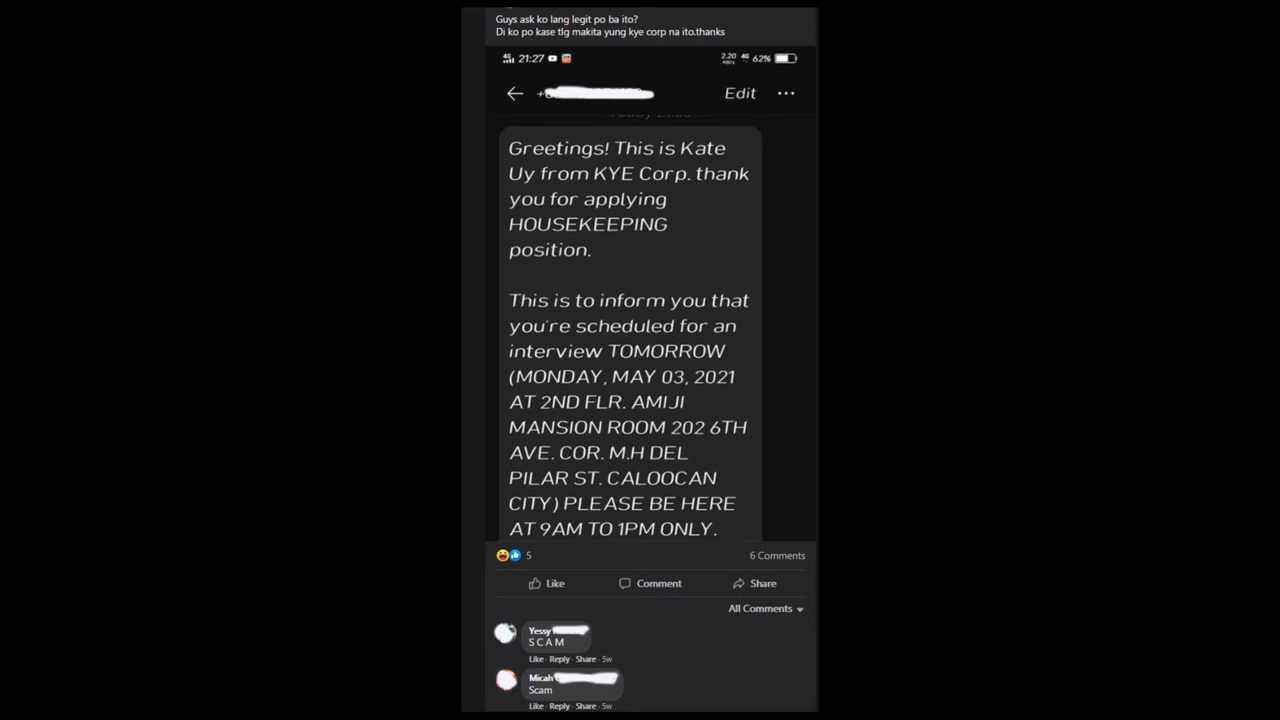 Guys ask ko lang legit po ba ito?
Di ko po kase tlg makita yung kye corp na ito.thanks
4G 21:27 2.20 KB/s 4G 62%
Edit
Greetings! This is Kate
Uy from KYE Corp. thank
you for applying
HOUSEKEEPING
position.
This is to inform you that
you're scheduled for an
interview TOMORROW
(MONDAY, MAY 03, 2021
AT 2ND FLR. AMIJI
MANSION ROOM 202 6TH
AVE. COR. M.H DEL
PILAR ST. CALOOCAN
CITY) PLEASE BE HERE
AT 9AM TO 1PM ONLY.
5 6 Comments
Like Comment Share
All Comments
Yessy
S C A M
Like · Reply · Share · 5w
Micah
Scam
Like · Reply · Share · 5w